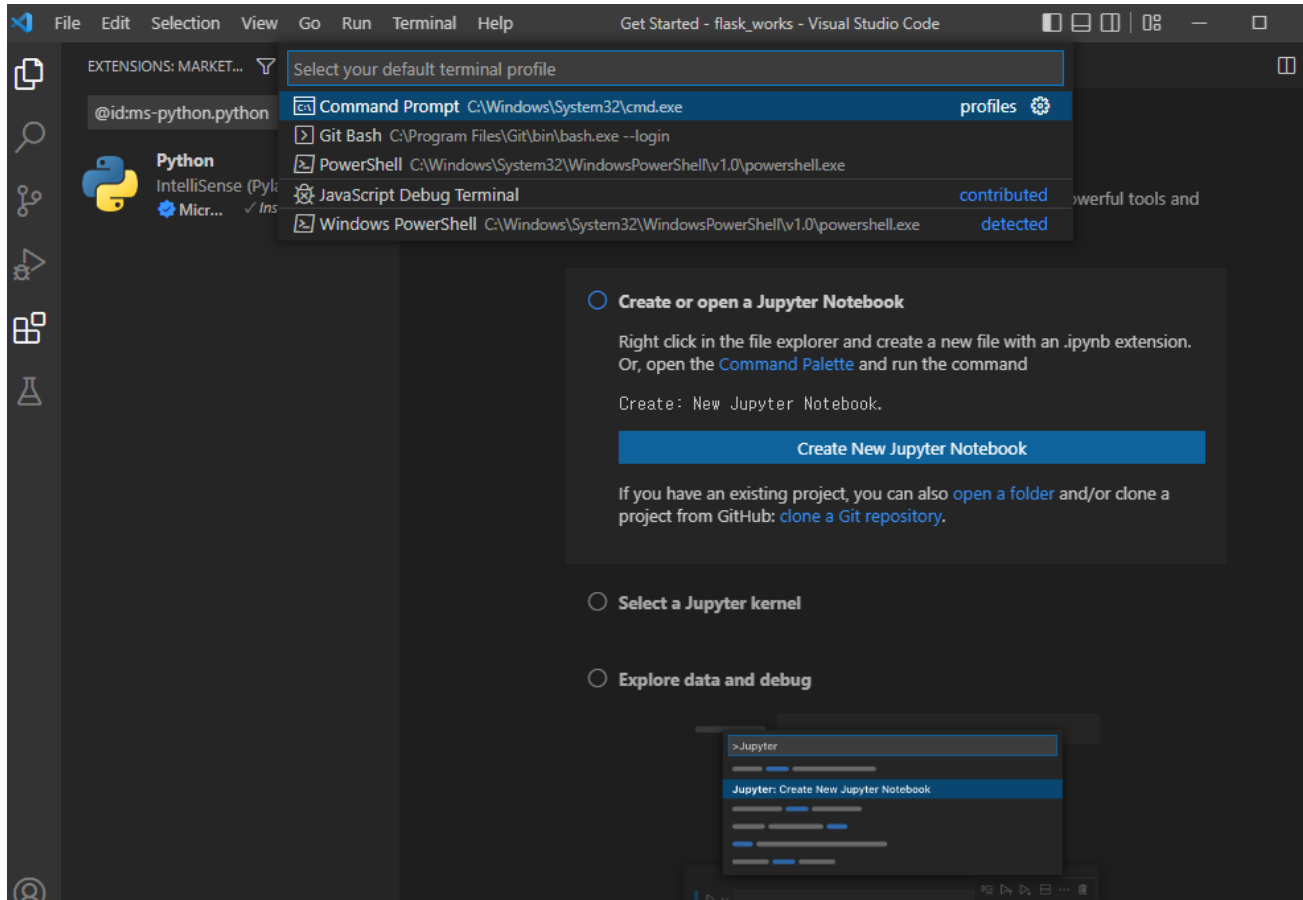 File Edit Selection View Go Run Terminal Help Get Started - flask_works - Visual Studio Code
EXTENSIONS: MARKET...
Select your default terminal profile
@id:ms-python.python
Command Prompt C:\Windows\System32\cmd.exe profiles
Git Bash C:\Program Files\Git\bin\bash.exe --login
PowerShell C:\Windows\System32\WindowsPowerShell\v1.0\powershell.exe
JavaScript Debug Terminal contributed
Windows PowerShell C:\Windows\System32\WindowsPowerShell\v1.0\powershell.exe detected
Python
IntelliSense (Pyla
Micr... ✓ Ins
werful tools and
Create or open a Jupyter Notebook
Right click in the file explorer and create a new file with an .ipynb extension.
Or, open the Command Palette and run the command
Create: New Jupyter Notebook.
Create New Jupyter Notebook
If you have an existing project, you can also open a folder and/or clone a
project from GitHub: clone a Git repository.
Select a Jupyter kernel
Explore data and debug
>Jupyter
Jupyter: Create New Jupyter Notebook